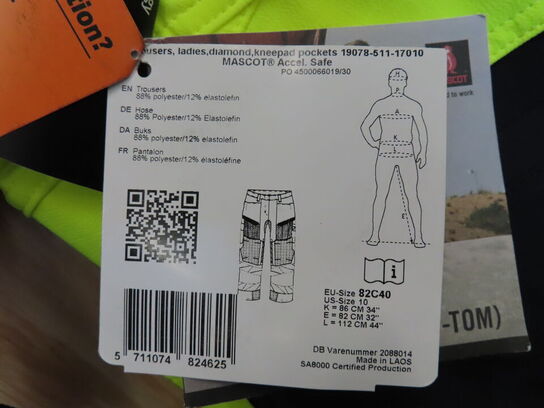 tion?
EY
ousers, ladies,diamond,kneepad pockets 19078-511-17010
MASCOT® Accel. Safe
PO 4500066019/30
EN Trousers
88% polyester/12% elastolefin
DE Hose
88% Polyester/12% Elastolefin
DA Buks
88% polyester/12% elastolefin
FR Pantalon
88% polyester/12% elastoléfine
H
P
A
K
L
E
i
EU-Size 82C40
US-Size 10
K = 86 CM 34"
E = 82 CM 32"
L = 112 CM 44"
5 711074 824625
DB Varenummer 2088014
Made in LAOS
SA8000 Certified Production
SCOT
d to work
-TOM)